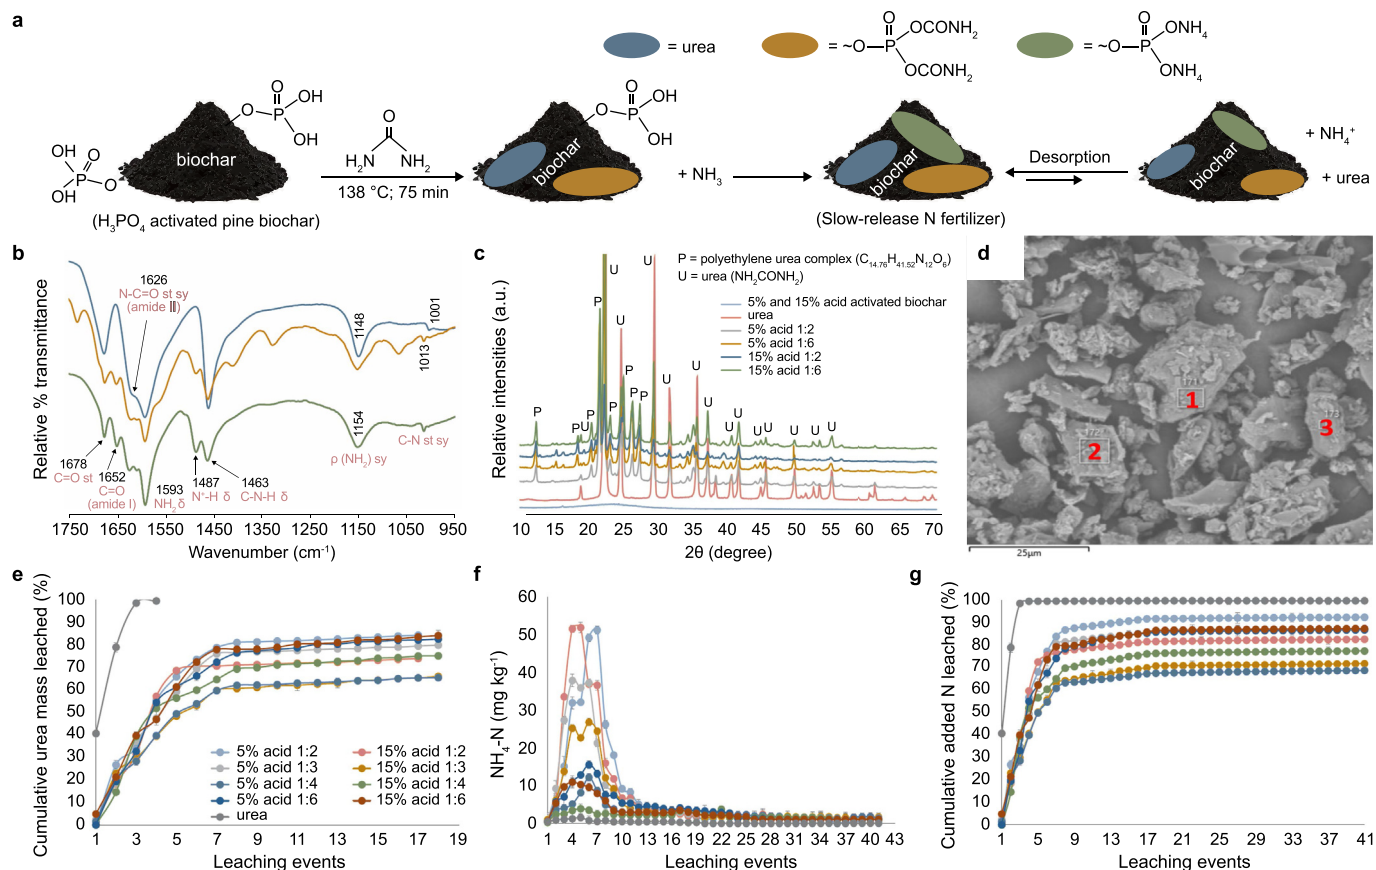 a
= urea
= ~O
O
P
OCONH2
OCONH2
= ~O
O
P
ONH4
ONH4
O
O P OH
OH
OH
O
P O
OH
biochar
O
H2N NH2
138 °C; 75 min
(H3PO4 activated pine biochar)
O
O P OH
OH
biochar
+ NH3
biochar
(Slow-release N fertilizer)
Desorption
biochar
+ NH4+
+ urea
b
Relative % transmittance
1626
N-C=O st sy
(amide II)
1148
1001
1013
1678
C=O st
1652
C=O
(amide I)
1593
NH2 δ
1487
N+-H δ
1463
C-N-H δ
1154
ρ (NH2) sy
C-N st sy
1750 1650 1550 1450 1350 1250 1150 1050 950
Wavenumber (cm-1)
c
Relative intensities (a.u.)
P = polyethylene urea complex (C14.76H41.52N12O6)
U = urea (NH2CONH2)
5% and 15% acid activated biochar
urea
5% acid 1:2
5% acid 1:6
15% acid 1:2
15% acid 1:6
P P U P P U U P P P U U U U U U U U U
10 15 20 25 30 35 40 45 50 55 60 65 70
2θ (degree)
d
171
1
172
2
173
3
25µm
e
Cumulative urea mass leached (%)
100
90
80
70
60
50
40
30
20
10
0
5% acid 1:2
5% acid 1:3
5% acid 1:4
5% acid 1:6
urea
15% acid 1:2
15% acid 1:3
15% acid 1:4
15% acid 1:6
1 3 5 7 9 11 13 15 17 19
Leaching events
f
NH4-N (mg kg-1)
60
50
40
30
20
10
0
1 4 7 10 13 16 19 22 25 28 31 34 37 40 43
Leaching events
g
Cumulative added N leached (%)
100
90
80
70
60
50
40
30
20
10
0
1 5 9 13 17 21 25 29 33 37 41
Leaching events